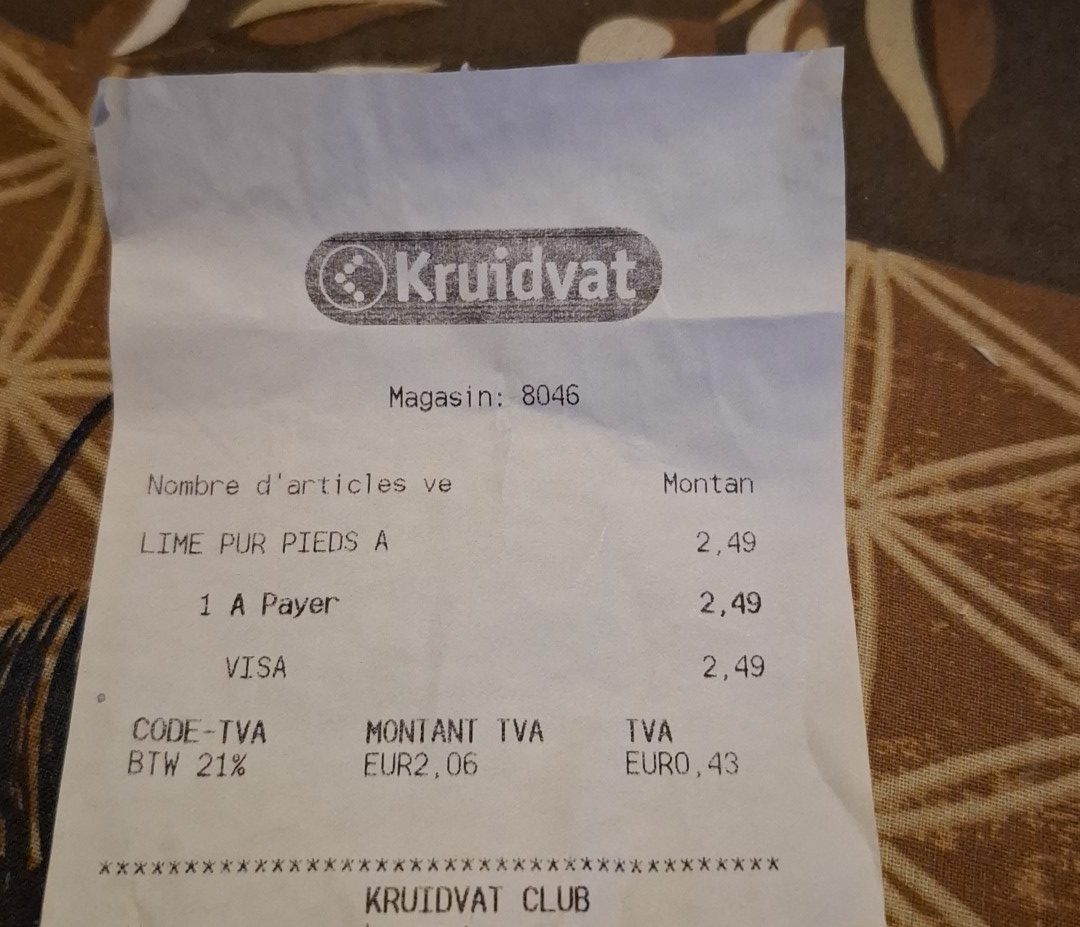 Kruidvat
Magasin: 8046
Nombre d'articles ve Montan
LIME PUR PIEDS A 2,49
1 A Payer 2,49
VISA 2,49
CODE-TVA MONTANT TVA TVA
BTW 21% EUR2,06 EUR0,43
****************************************
KRUIDVAT CLUB